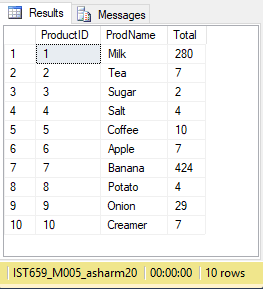 Results Messages
ProductID ProdName Total
1 1 Milk 280
2 2 Tea 7
3 3 Sugar 2
4 4 Salt 4
5 5 Coffee 10
6 6 Apple 7
7 7 Banana 424
8 8 Potato 4
9 9 Onion 29
10 10 Creamer 7
IST659_M005_asharm20 00:00:00 10 rows